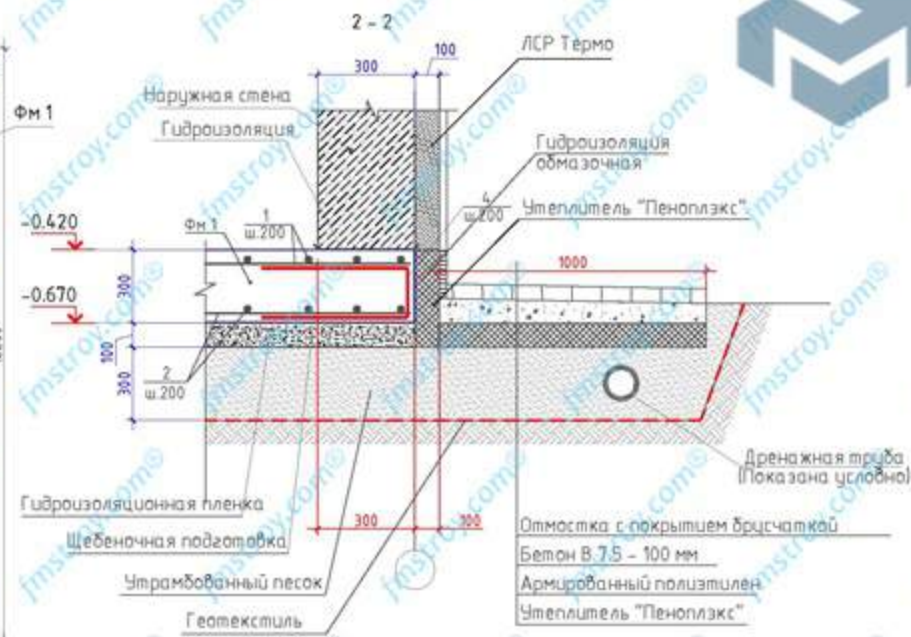 2 - 2
300
100
ЛСР Термо
Наружная стена
Гидроизоляция
Фм 1
Гидроизоляция
обмазочная
Утеплитель "Пеноплэкс"
-0.420
Фм 1
1
ш.200
4
ш.200
1000
300
-0.670
100
300
2
ш.200
Дренажная труба
(Показана условно)
Гидроизоляционная пленка
Щебеночная подготовка
Утрамбованный песок
Геотекстиль
300
100
Отмостка с покрытием брусчаткой
Бетон В.7.5 - 100 мм
Армированный полиэтилен
Утеплитель "Пеноплэкс"
fmstroy.com®